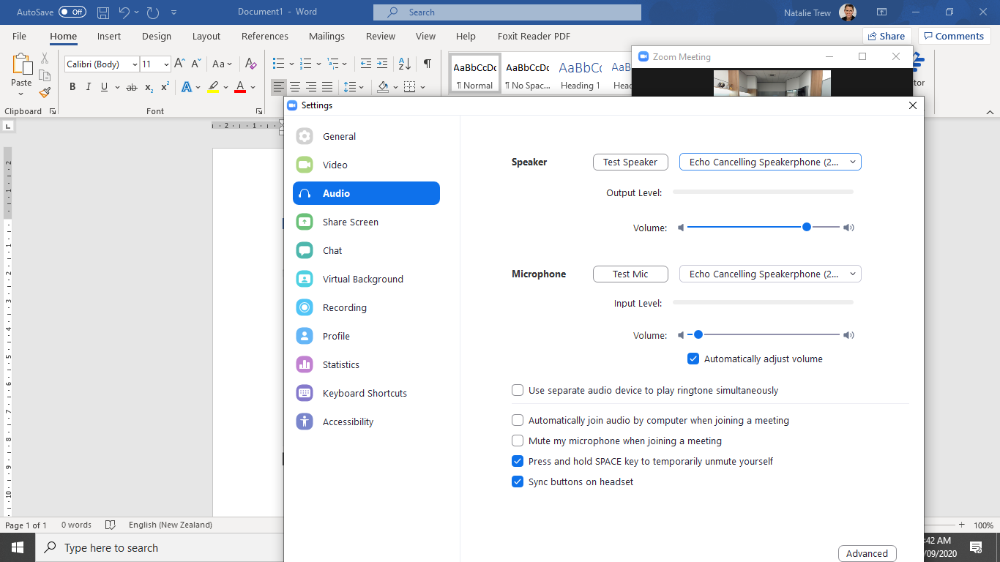 AutoSave Off Document1 - Word Search Natalie Trew
File Home Insert Design Layout References Mailings Review View Help Foxit Reader PDF Share Comments
Zoom Meeting
Paste
Calibri (Body) 11 Aa
B I U ab x2 x2 A A
AaBbCcDc AaBbCcDc AaBbCc
¶ Normal ¶ No Spac... Heading 1
Clipboard Font
Settings
General
Video
Audio
Share Screen
Chat
Virtual Background
Recording
Profile
Statistics
Keyboard Shortcuts
Accessibility
Speaker Test Speaker Echo Cancelling Speakerphone (2...
Output Level:
Volume:
Microphone Test Mic Echo Cancelling Speakerphone (2...
Input Level:
Volume:
Automatically adjust volume
Use separate audio device to play ringtone simultaneously
Automatically join audio by computer when joining a meeting
Mute my microphone when joining a meeting
Press and hold SPACE key to temporarily unmute yourself
Sync buttons on headset
Advanced
Page 1 of 1 0 words English (New Zealand) 100%
Type here to search
:42 AM
/09/2020